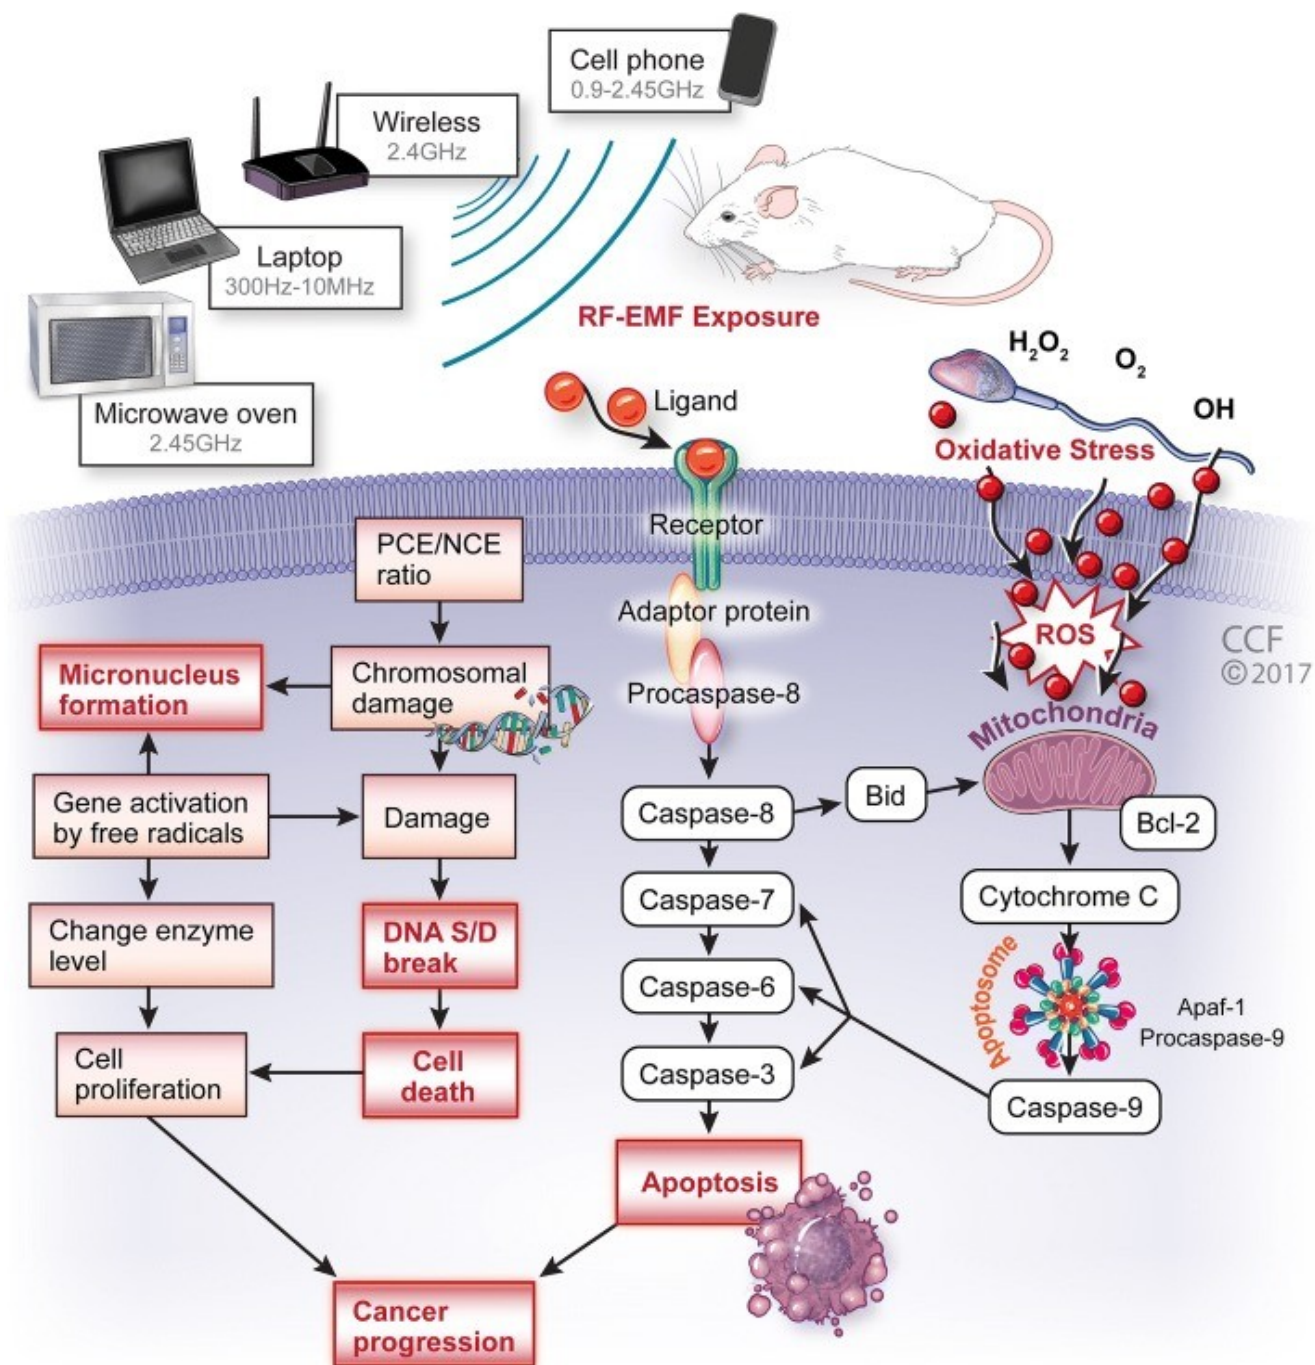 Cell phone
0.9-2.45GHz
Wireless
2.4GHz
Laptop
300Hz-10MHz
Microwave oven
2.45GHz
RF-EMF Exposure
H₂O₂
O₂
OH
Oxidative Stress
Ligand
Receptor
Adaptor protein
Procaspase-8
PCE/NCE
ratio
Micronucleus
formation
Chromosomal
damage
Gene activation
by free radicals
Damage
Change enzyme
level
DNA S/D
break
Cell
proliferation
Cell
death
Caspase-8
Bid
Caspase-7
Caspase-6
Caspase-3
Apoptosis
ROS
CCF
©2017
Mitochondria
Bcl-2
Cytochrome C
Apoptosome
Apaf-1
Procaspase-9
Caspase-9
Cancer
progression